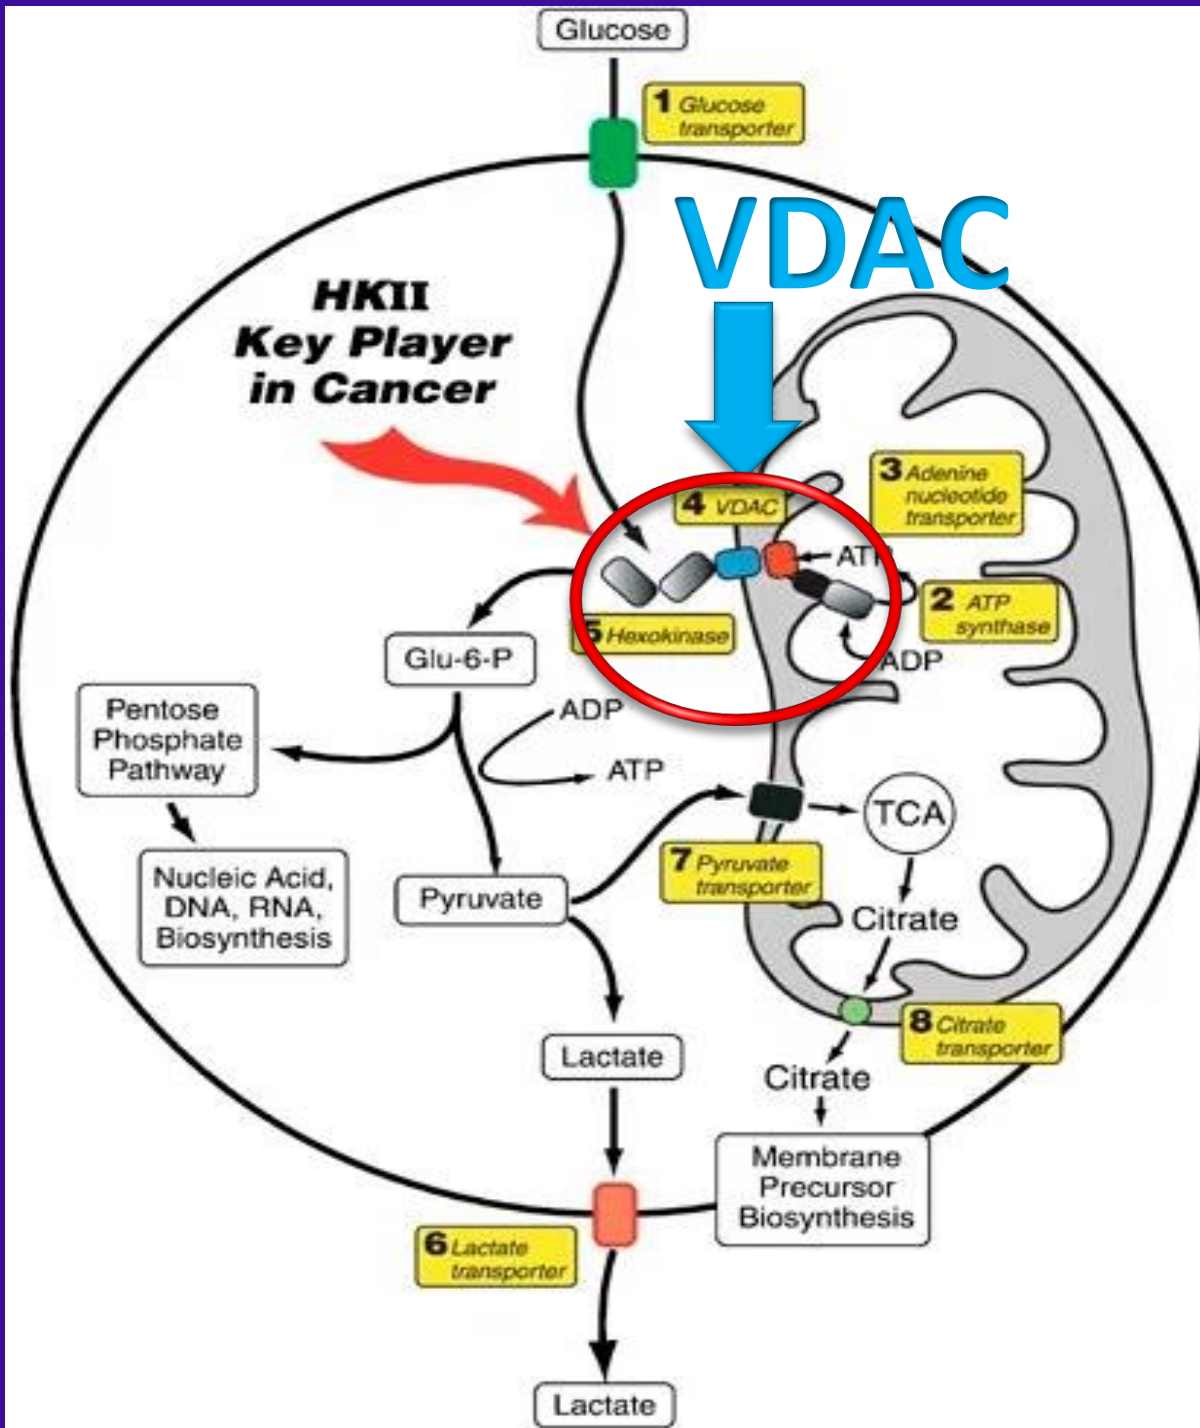 Glucose
1 Glucose
transporter
VDAC
HKII
Key Player
in Cancer
3 Adenine
nucleotide
transporter
4 VDAC
ATP
2 ATP
synthase
5 Hexokinase
Glu-6-P
ADP
Pentose
Phosphate
Pathway
ADP
ATP
TCA
7 Pyruvate
transporter
Nucleic Acid,
DNA, RNA,
Biosynthesis
Pyruvate
Citrate
8 Citrate
transporter
Lactate
Citrate
Membrane
Precursor
Biosynthesis
6 Lactate
transporter
Lactate